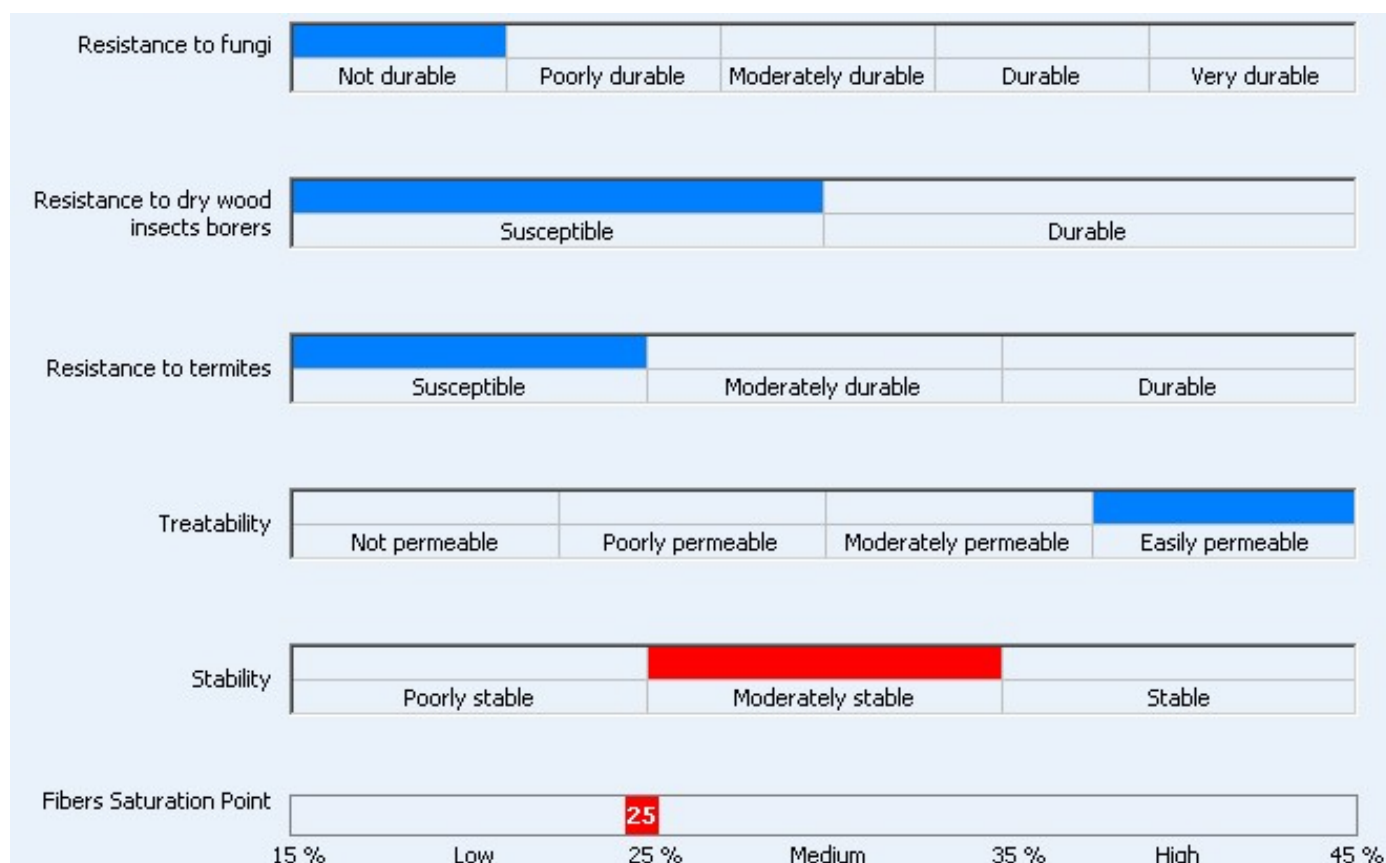 Resistance to fungi
Not durable Poorly durable Moderately durable Durable Very durable
Resistance to dry wood
insects borers
Susceptible Durable
Resistance to termites
Susceptible Moderately durable Durable
Treatability
Not permeable Poorly permeable Moderately permeable Easily permeable
Stability
Poorly stable Moderately stable Stable
Fibers Saturation Point
25
15 % Low 25 % Medium 35 % High 45 %